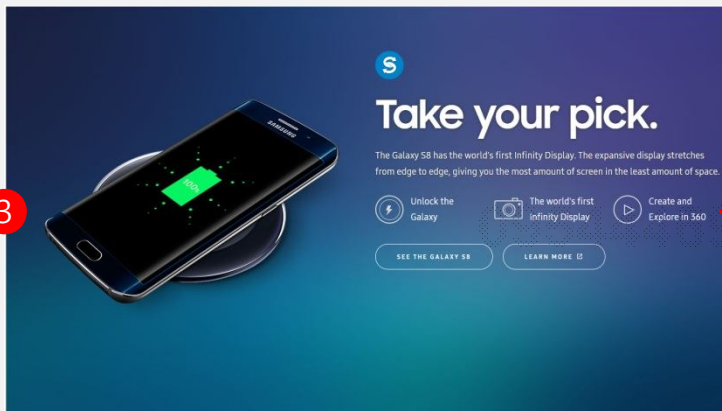 S
Take your pick.
The Galaxy S8 has the world's first Infinity Display. The expansive display stretches
from edge to edge, giving you the most amount of screen in the least amount of space.
Unlock the
Galaxy
The world's first
infinity Display
Create and
Explore in 360
SEE THE GALAXY S8
LEARN MORE
SAMSUNG
100%
3